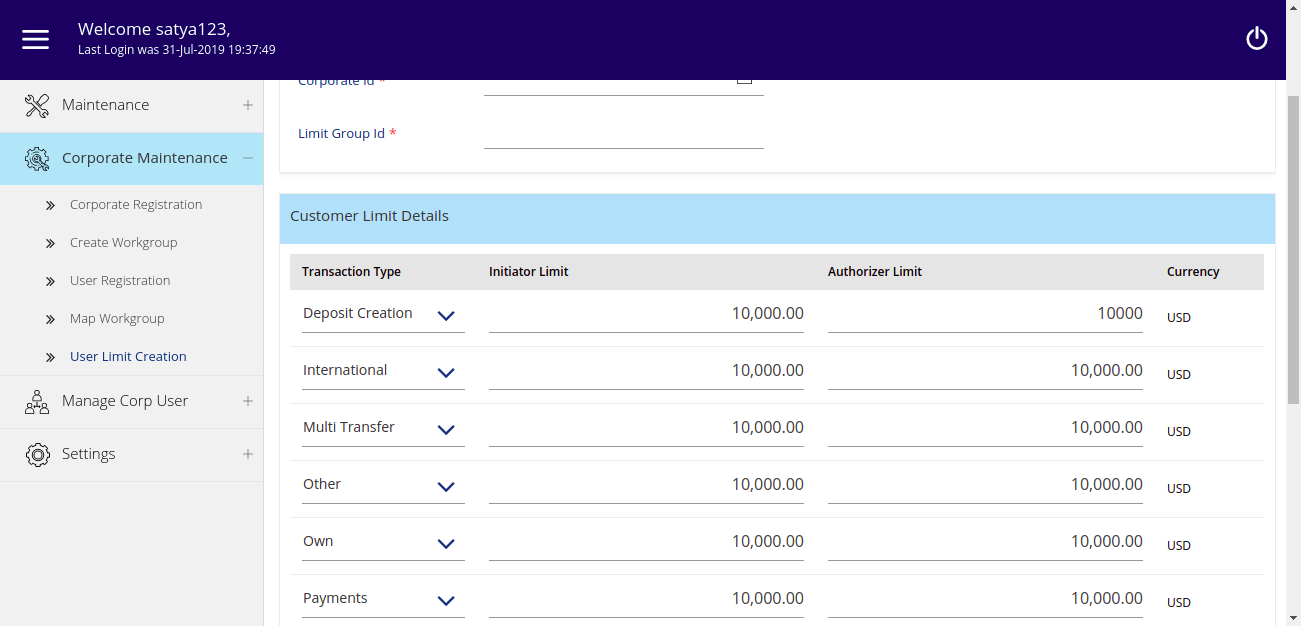 Welcome satya123,
Last Login was 31-Jul-2019 19:37:49
Maintenance
Corporate Maintenance
Corporate Registration
Create Workgroup
User Registration
Map Workgroup
User Limit Creation
Manage Corp User
Settings
Corporate Id *
Limit Group Id *
Customer Limit Details
Transaction Type Initiator Limit Authorizer Limit Currency
Deposit Creation 10,000.00 10000 USD
International 10,000.00 10,000.00 USD
Multi Transfer 10,000.00 10,000.00 USD
Other 10,000.00 10,000.00 USD
Own 10,000.00 10,000.00 USD
Payments 10,000.00 10,000.00 USD